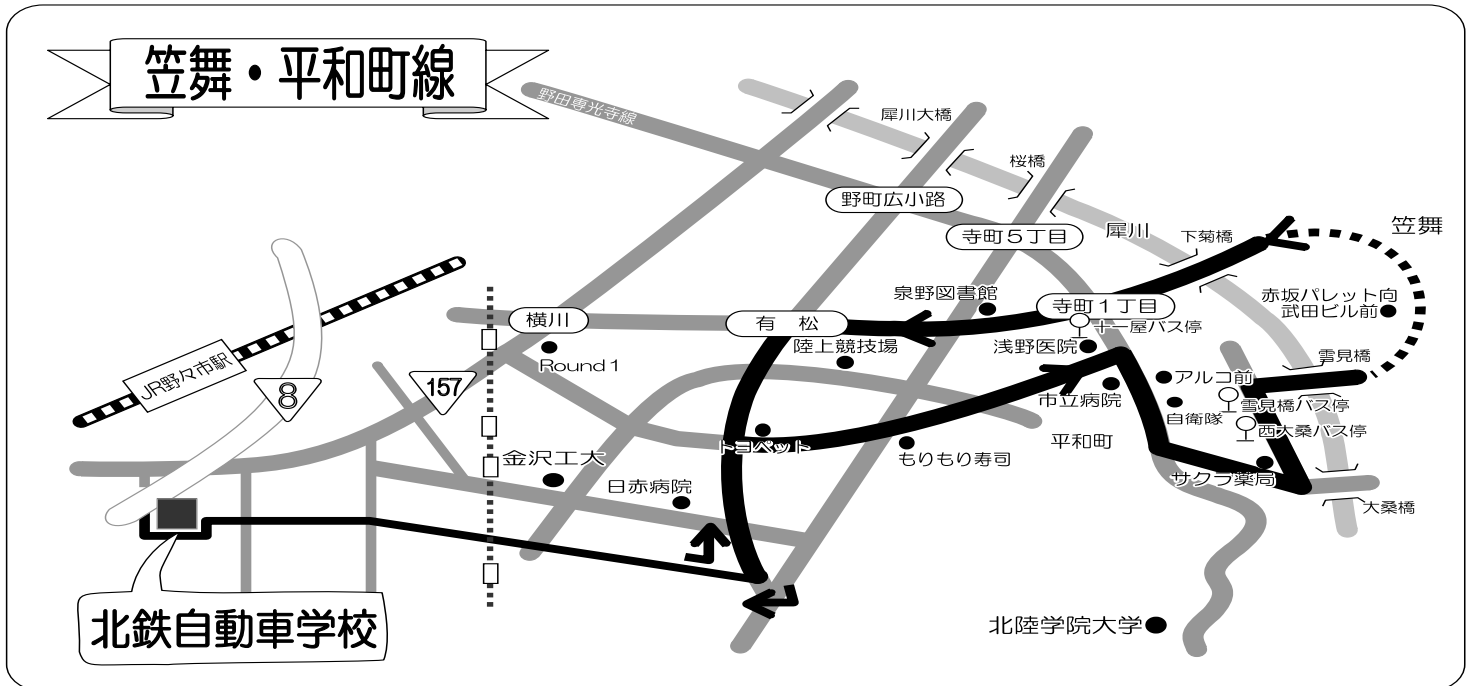 笠舞・平和町線
野田専光寺線
犀川大橋
桜橋
野町広小路
寺町5丁目
犀川
下菊橋
笠舞
泉野図書館
寺町1丁目
十一屋バス停
赤坂パレット向
武田ビル前
横川
有 松
陸上競技場
浅野医院
雪見橋
Round1
JR野々市駅
8
157
アルコ前
市立病院
自衛隊
雪見橋バス停
西大桑バス停
平和町
トヨペット
もりもり寿司
サクラ薬局
金沢工大
日赤病院
大桑橋
北鉄自動車学校
北陸学院大学